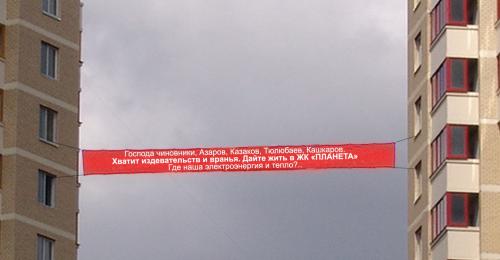 Господа чиновники, Азаров, Казаков, Тюлюбаев, Кашкаров.
Хватит издевательств и вранья. Дайте жить в ЖК «ПЛАНЕТА»
Где наша электроэнергия и тепло?..